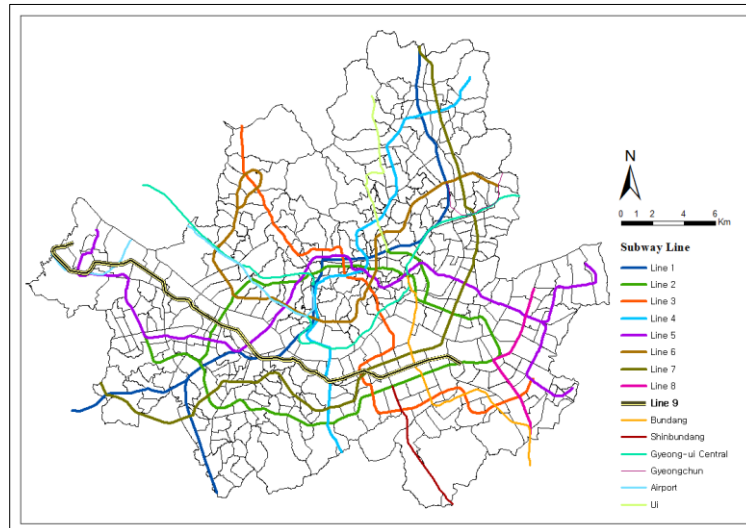 N
0 1 2 4 6
Km
Subway Line
Line 1
Line 2
Line 3
Line 4
Line 5
Line 6
Line 7
Line 8
Line 9
Bundang
Shinbundang
Gyeong-ui Central
Gyeongchun
Airport
Ui